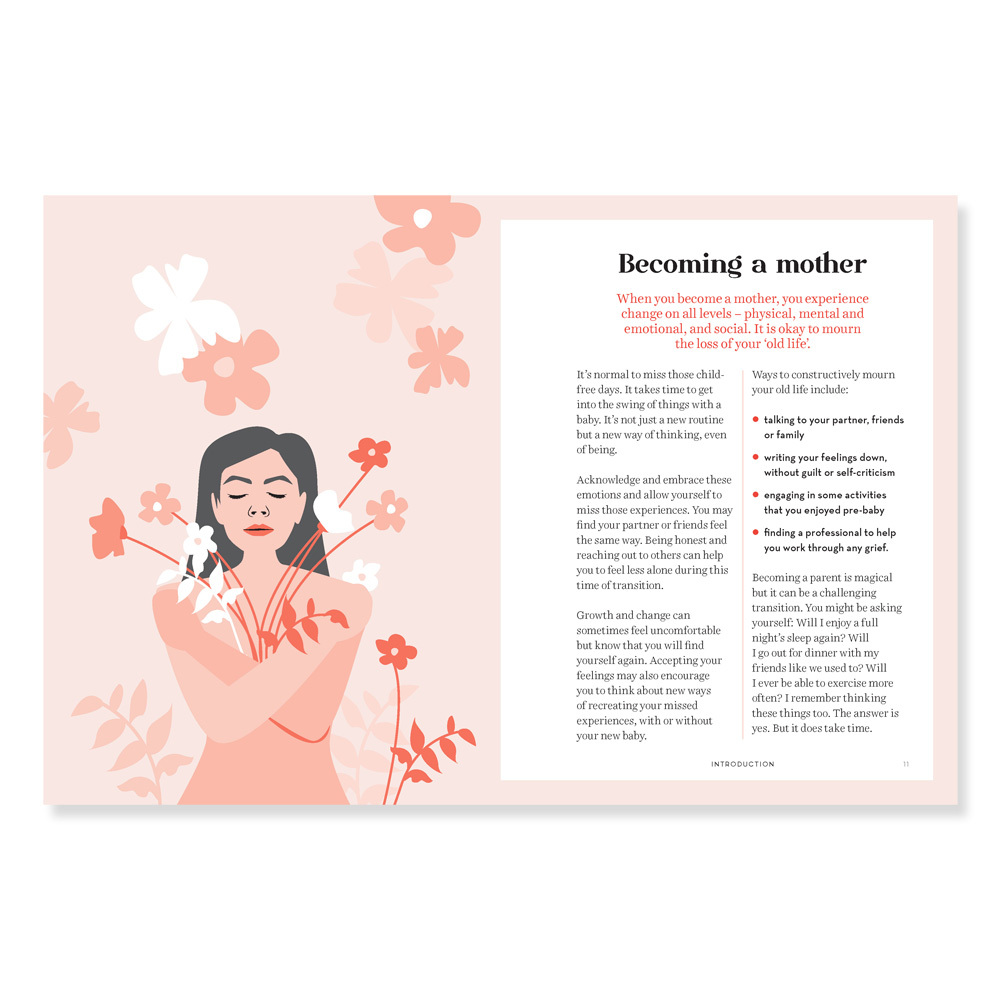 Becoming a mother
When you become a mother, you experience
change on all levels – physical, mental and
emotional, and social. It is okay to mourn
the loss of your ‘old life’.
It’s normal to miss those child-
free days. It takes time to get
into the swing of things with a
baby. It’s not just a new routine
but a new way of thinking, even
of being.
Acknowledge and embrace these
emotions and allow yourself to
miss those experiences. You may
find your partner or friends feel
the same way. Being honest and
reaching out to others can help
you to feel less alone during this
time of transition.
Growth and change can
sometimes feel uncomfortable
but know that you will find
yourself again. Accepting your
feelings may also encourage
you to think about new ways
of recreating your missed
experiences, with or without
your new baby.
Ways to constructively mourn
your old life include:
• talking to your partner, friends
or family
• writing your feelings down,
without guilt or self-criticism
• engaging in some activities
that you enjoyed pre-baby
• finding a professional to help
you work through any grief.
Becoming a parent is magical
but it can be a challenging
transition. You might be asking
yourself: Will I enjoy a full
night’s sleep again? Will
I go out for dinner with my
friends like we used to? Will
I ever be able to exercise more
often? I remember thinking
these things too. The answer is
yes. But it does take time.
INTRODUCTION
11